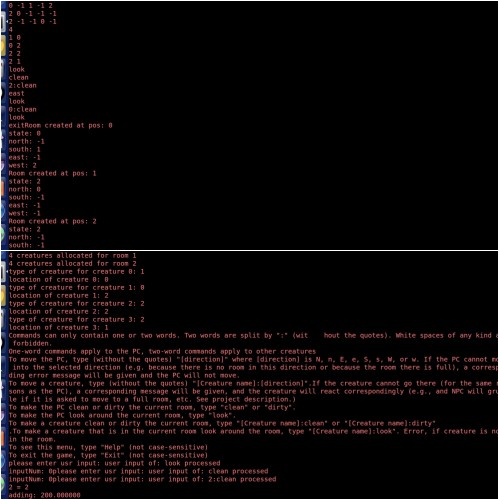 0 -1 1 -1 2
2 0 -1 -1 -1
2 -1 -1 0 -1
4
1 0
0 2
2 2
2 1
look
clean
2:clean
east
look
0:clean
look
exitRoom created at pos: 0
state: 0
north: -1
south: 1
east: -1
west: 2
Room created at pos: 1
state: 2
north: 0
south: -1
east: -1
west: -1
Room created at pos: 2
state: 2
north: -1
south: -1
4 creatures allocated for room 1
4 creatures allocated for room 2
type of creature for creature 0: 1
location of creature 0: 0
type of creature for creature 1: 0
location of creature 1: 2
type of creature for creature 2: 2
location of creature 2: 2
type of creature for creature 3: 2
location of creature 3: 1
Commands can only contain one or two words. Two words are split by ":" (wit    hout the quotes). White spaces of any kind a
forbidden.
One-word commands apply to the PC, two-word commands apply to other creatures
To move the PC, type (without the quotes) "[direction]" where [direction] is N, n, E, e, S, s, W, or w. If the PC cannot mo
into the selected direction (e.g. because there is no room in this direction or because the room there is full), a corresp
ding error message will be given and the PC will not move.
To move a creature, type (without the quotes) "[Creature name]:[direction]".If the creature cannot go there (for the same r
sons as the PC), a corresponding message will be given, and the creature will react correspondingly (e.g., and NPC will gr
le if it is asked to move to a full room, etc. See project description.)
To make the PC clean or dirty the current room, type "clean" or "dirty".
To make the PC look around the current room, type "look".
To make a creature clean or dirty the current room, type "[Creature name]:clean" or "[Creature name]:dirty"
To make a creature that is in the current room look around the room, type "[Creature name]:look". Error, if creature is no
in the room.
To see this menu, type "Help" (not case-sensitive)
To exit the game, type "Exit" (not case-sensitive)
please enter usr input: user input of: look processed
inputNum: 0please enter usr input: user input of: clean processed
inputNum: 0please enter usr input: user input of: 2:clean processed
2 = 2
adding: 200.000000